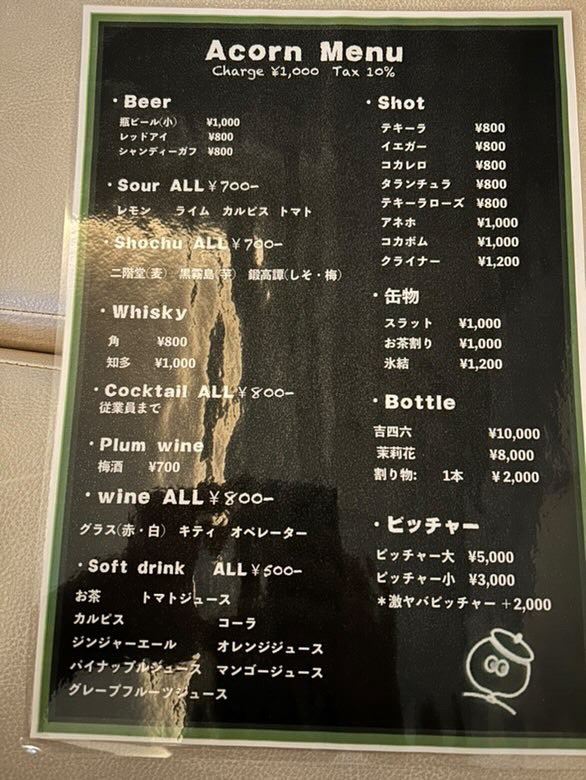 Acorn Menu
Charge ¥1,000 Tax 10%
・Beer
瓶ビール(小) ¥1,000
レッドアイ ¥800
シャンディーガフ ¥800
・Sour ALL¥700-
レモン ライム カルピス トマト
・Shochu ALL¥700-
二階堂(麦) 黒霧島(芋) 鍛高譚(しそ・梅)
・Whisky
角 ¥800
知多 ¥1,000
・Cocktail ALL¥800-
従業員まで
・Plum wine
梅酒 ¥700
・wine ALL¥800-
グラス(赤・白) キティ オペレーター
・Soft drink ALL¥500-
お茶 トマトジュース
カルピス コーラ
ジンジャーエール オレンジジュース
パイナップルジュース マンゴージュース
グレープフルーツジュース
・Shot
テキーラ ¥800
イエガー ¥800
コカレロ ¥800
タランチュラ ¥800
テキーラローズ ¥800
アネホ ¥1,000
コカボム ¥1,000
クライナー ¥1,200
・缶物
スラット ¥1,000
お茶割り ¥1,000
氷結 ¥1,200
・Bottle
吉四六 ¥10,000
茉莉花 ¥8,000
割り物: 1本 ¥2,000
・ピッチャー
ピッチャー大 ¥5,000
ピッチャー小 ¥3,000
＊激ヤバピッチャー +2,000